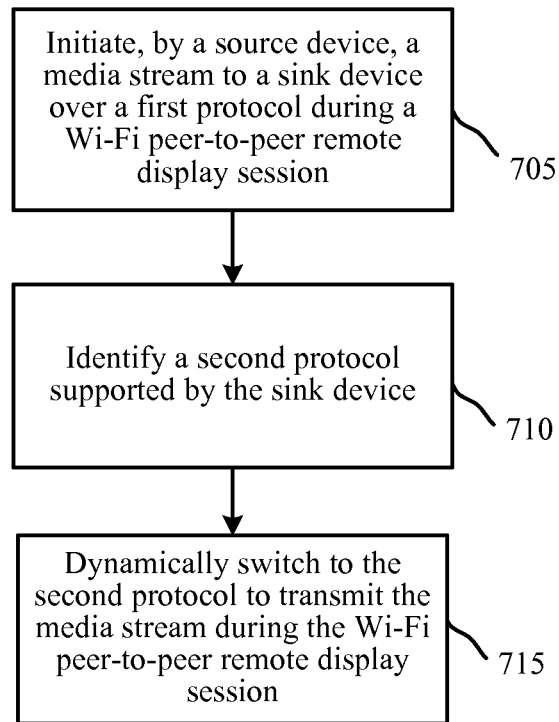 Initiate, by a source device, a
media stream to a sink device
over a first protocol during a
Wi-Fi peer-to-peer remote
display session
705
Identify a second protocol
supported by the sink device
710
Dynamically switch to the
second protocol to transmit the
media stream during the Wi-Fi
peer-to-peer remote display
session
715